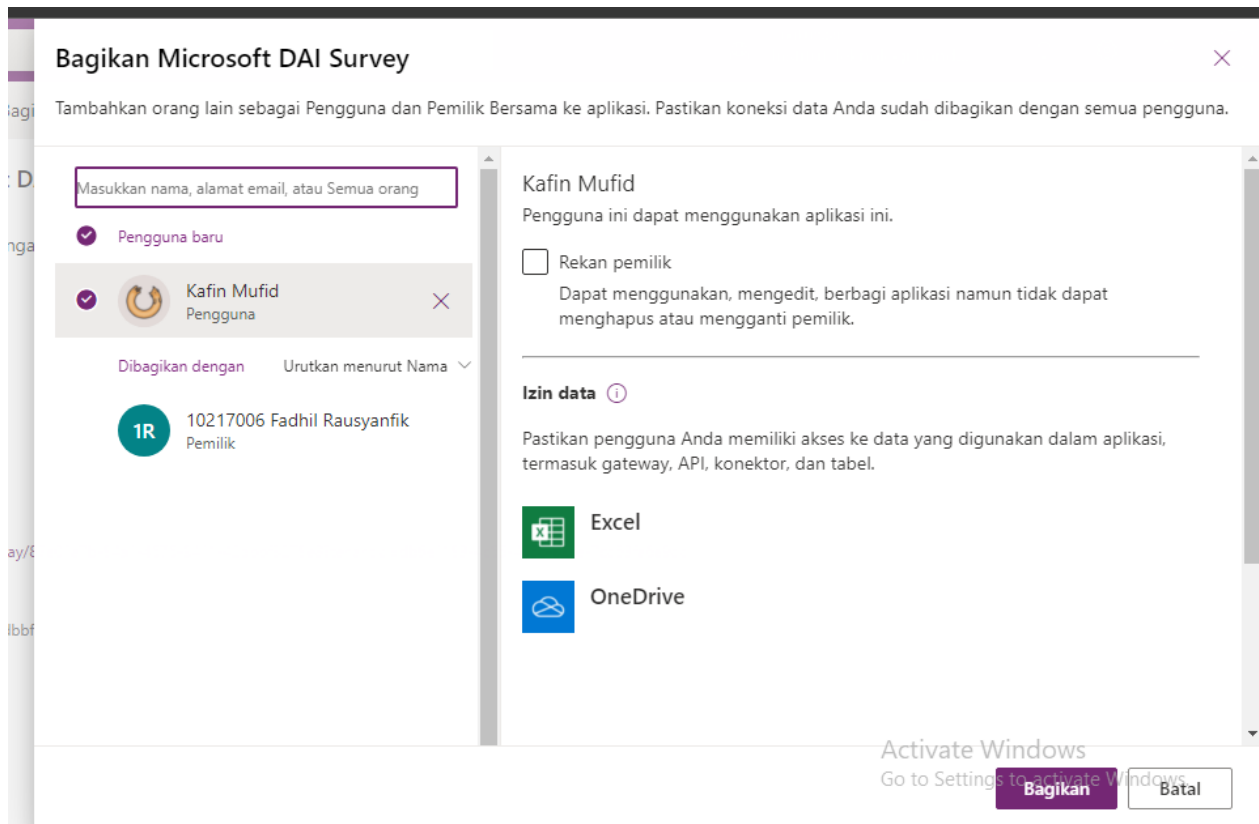 Bagikan Microsoft DAI Survey
Tambahkan orang lain sebagai Pengguna dan Pemilik Bersama ke aplikasi. Pastikan koneksi data Anda sudah dibagikan dengan semua pengguna.
Masukkan nama, alamat email, atau Semua orang
Pengguna baru
Kafin Mufid
Pengguna
Dibagikan dengan
Urutkan menurut Nama
1R
10217006 Fadhil Rausyanfik
Pemilik
Kafin Mufid
Pengguna ini dapat menggunakan aplikasi ini.
Rekan pemilik
Dapat menggunakan, mengedit, berbagi aplikasi namun tidak dapat
menghapus atau mengganti pemilik.
Izin data
Pastikan pengguna Anda memiliki akses ke data yang digunakan dalam aplikasi,
termasuk gateway, API, konektor, dan tabel.
Excel
OneDrive
Activate Windows
Go to Settings to activate Windows.
Bagikan
Batal